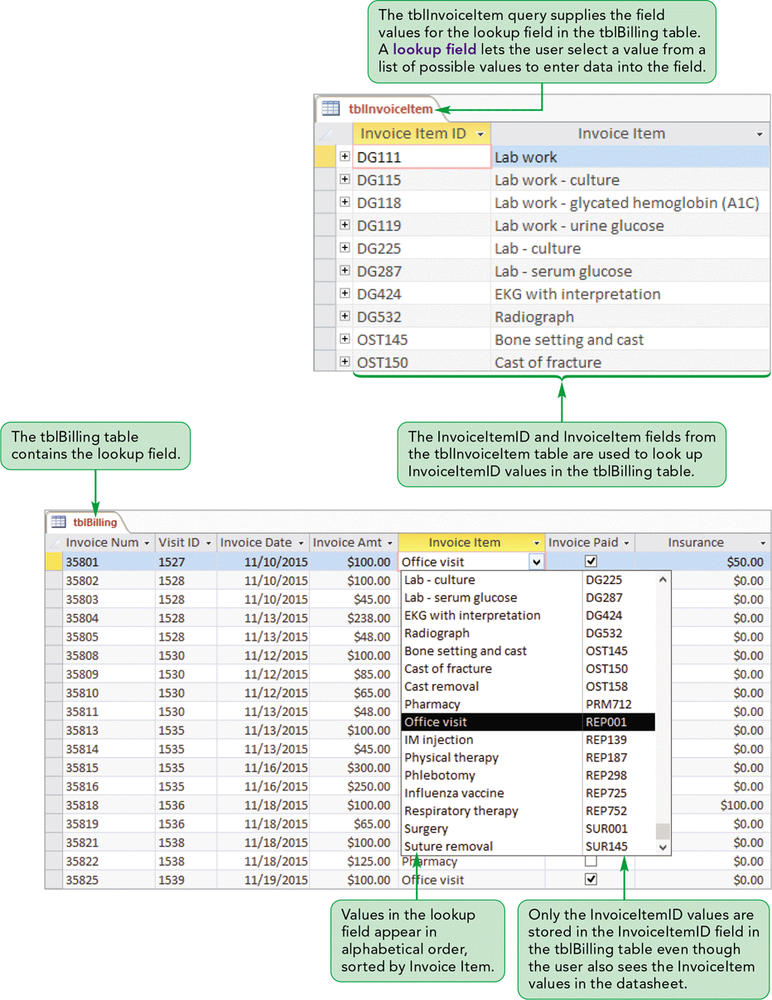 The tblInvoiceItem query supplies the field
values for the lookup field in the tblBilling table.
A lookup field lets the user select a value from a
list of possible values to enter data into the field.
tblInvoiceItem
Invoice Item ID Invoice Item
DG111 Lab work
DG115 Lab work - culture
DG118 Lab work - glycated hemoglobin (A1C)
DG119 Lab work - urine glucose
DG225 Lab - culture
DG287 Lab - serum glucose
DG424 EKG with interpretation
DG532 Radiograph
OST145 Bone setting and cast
OST150 Cast of fracture
The tblBilling table
contains the lookup field.
The InvoiceItemID and InvoiceItem fields from
the tblInvoiceItem table are used to look up
InvoiceItemID values in the tblBilling table.
tblBilling
Invoice Num Visit ID Invoice Date Invoice Amt Invoice Item Invoice Paid Insurance
35801 1527 11/10/2015 $100.00 Office visit $50.00
35802 1528 11/10/2015 $100.00 Lab - culture DG225 $0.00
35803 1528 11/10/2015 $45.00 Lab - serum glucose DG287 $0.00
35804 1528 11/13/2015 $238.00 EKG with interpretation DG424 $0.00
35805 1528 11/13/2015 $48.00 Radiograph DG532 $0.00
35808 1530 11/12/2015 $100.00 Bone setting and cast OST145 $0.00
35809 1530 11/12/2015 $85.00 Cast of fracture OST150 $0.00
35810 1530 11/12/2015 $65.00 Cast removal OST158 $0.00
35811 1530 11/13/2015 $48.00 Pharmacy PRM712 $0.00
35813 1535 11/13/2015 $100.00 Office visit REP001 $0.00
35814 1535 11/13/2015 $45.00 IM injection REP139 $0.00
35815 1535 11/16/2015 $300.00 Physical therapy REP187 $0.00
35816 1535 11/16/2015 $250.00 Phlebotomy REP298 $0.00
35818 1536 11/18/2015 $100.00 Influenza vaccine REP725 $100.00
35819 1536 11/18/2015 $65.00 Respiratory therapy REP752 $0.00
35821 1538 11/18/2015 $100.00 Surgery SUR001 $0.00
Suture removal SUR145
35822 1538 11/18/2015 $125.00 Pharmacy $0.00
35825 1539 11/19/2015 $100.00 Office visit $0.00
Values in the lookup
field appear in
alphabetical order,
sorted by Invoice Item.
Only the InvoiceItemID values are
stored in the InvoiceItemID field in
the tblBilling table even though
the user also sees the InvoiceItem
values in the datasheet.